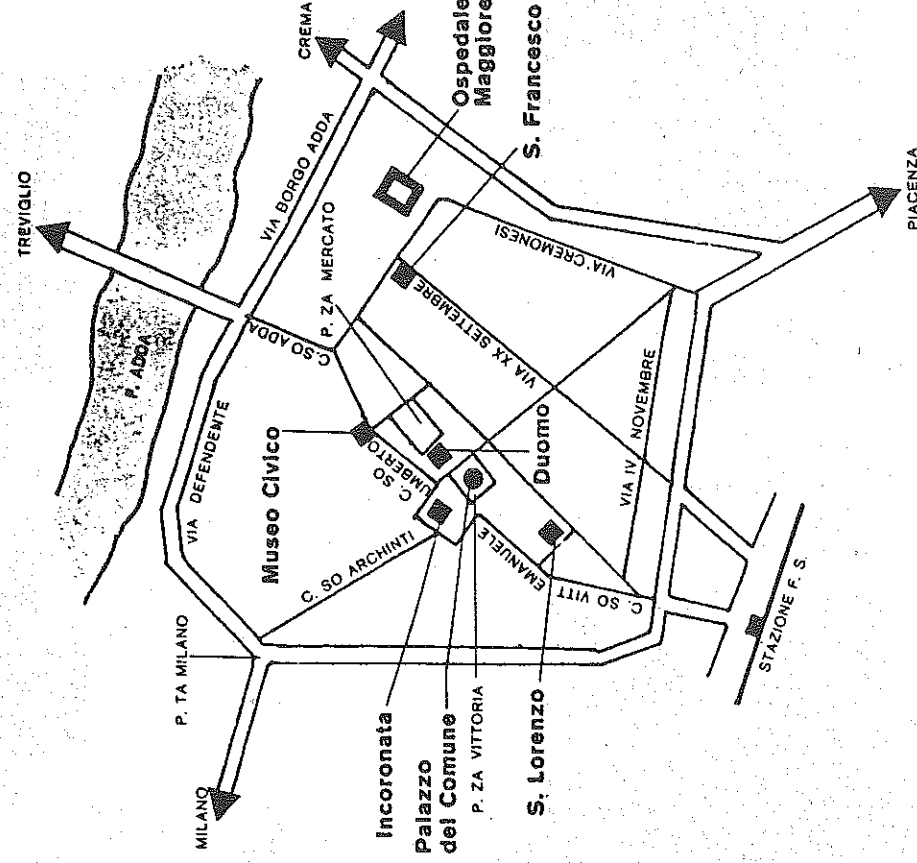 CREMA
Ospedale
Maggiore
S. Francesco
TREVIGLIO
P. ADDA
VIA BORGO ADDA
P. ZA MERCATO
C. SO ADDA
VIA DEFENDENTE
VIA CREMONESI
VIA XX SETTEMBRE
PIACENZA
Museo Civico
C. SO
UMBERTO
Duomo
VIA IV NOVEMBRE
C. SO ARCHINTI
EMANUELE
C. SO VITT
P. TA MILANO
MILANO
STAZIONE F. S.
Incoronata
Palazzo
del Comune
P. ZA VITTORIA
S. Lorenzo